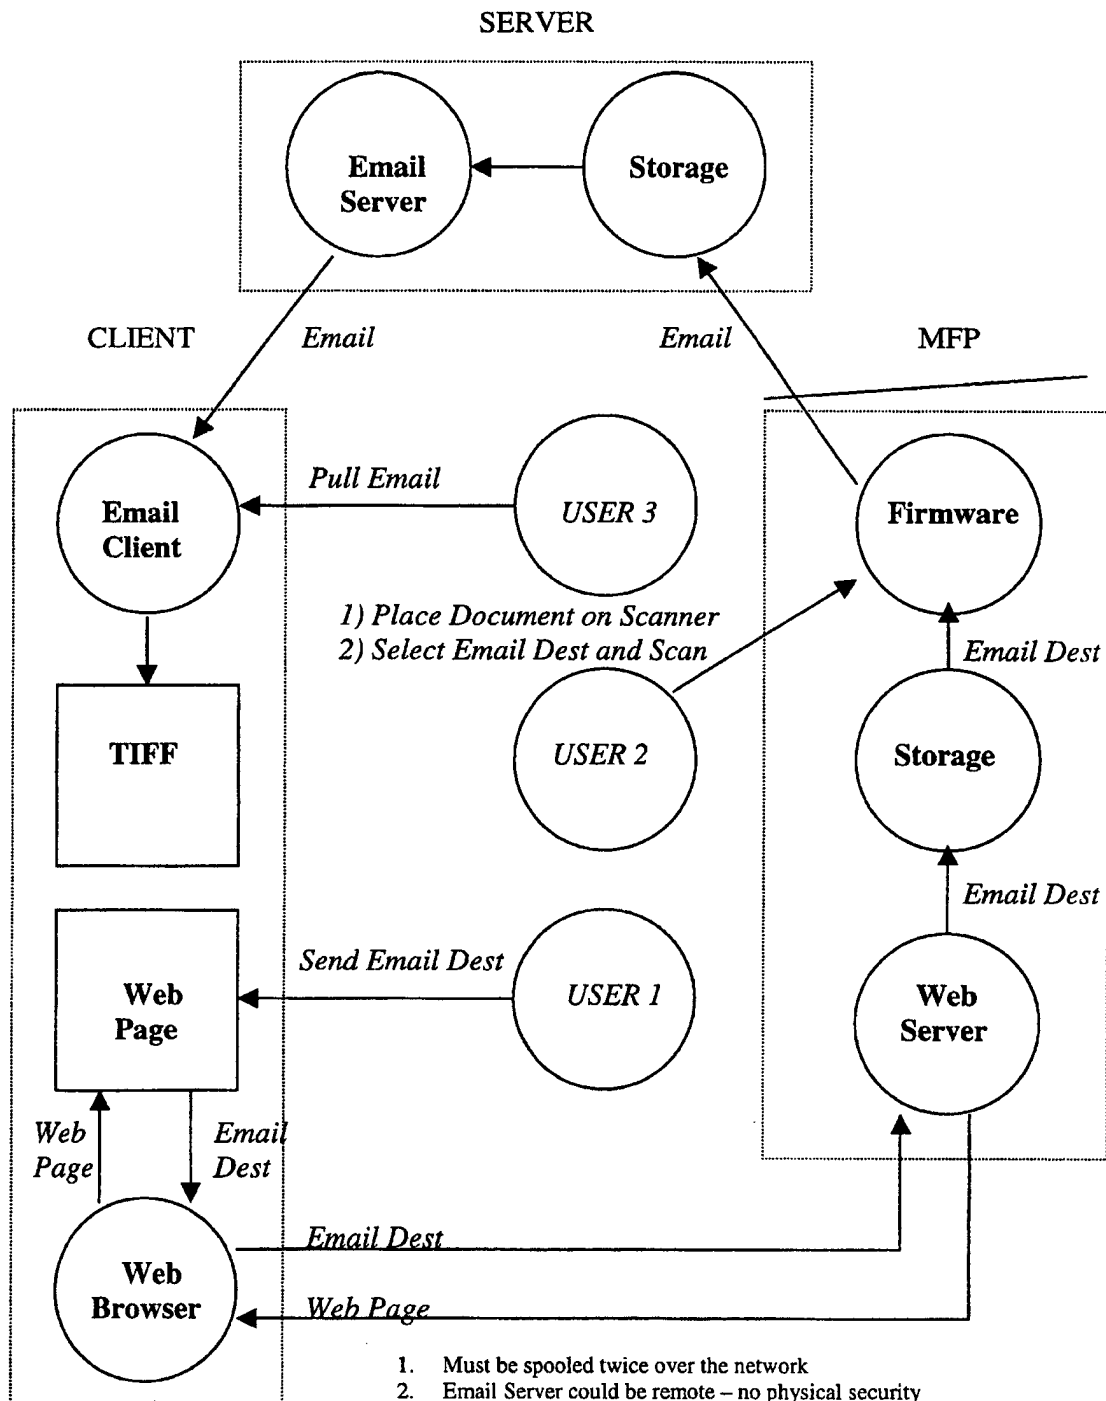 SERVER
Email
Server
Storage
CLIENT
Email
Email
MFP
Pull Email
Email
Client
USER 3
Firmware
1) Place Document on Scanner
2) Select Email Dest and Scan
Email Dest
TIFF
USER 2
Storage
Email Dest
Send Email Dest
Web
Page
USER 1
Web
Server
Web
Page
Email
Dest
Email Dest
Web
Browser
Web Page
1. Must be spooled twice over the network
2. Email Server could be remote – no physical security